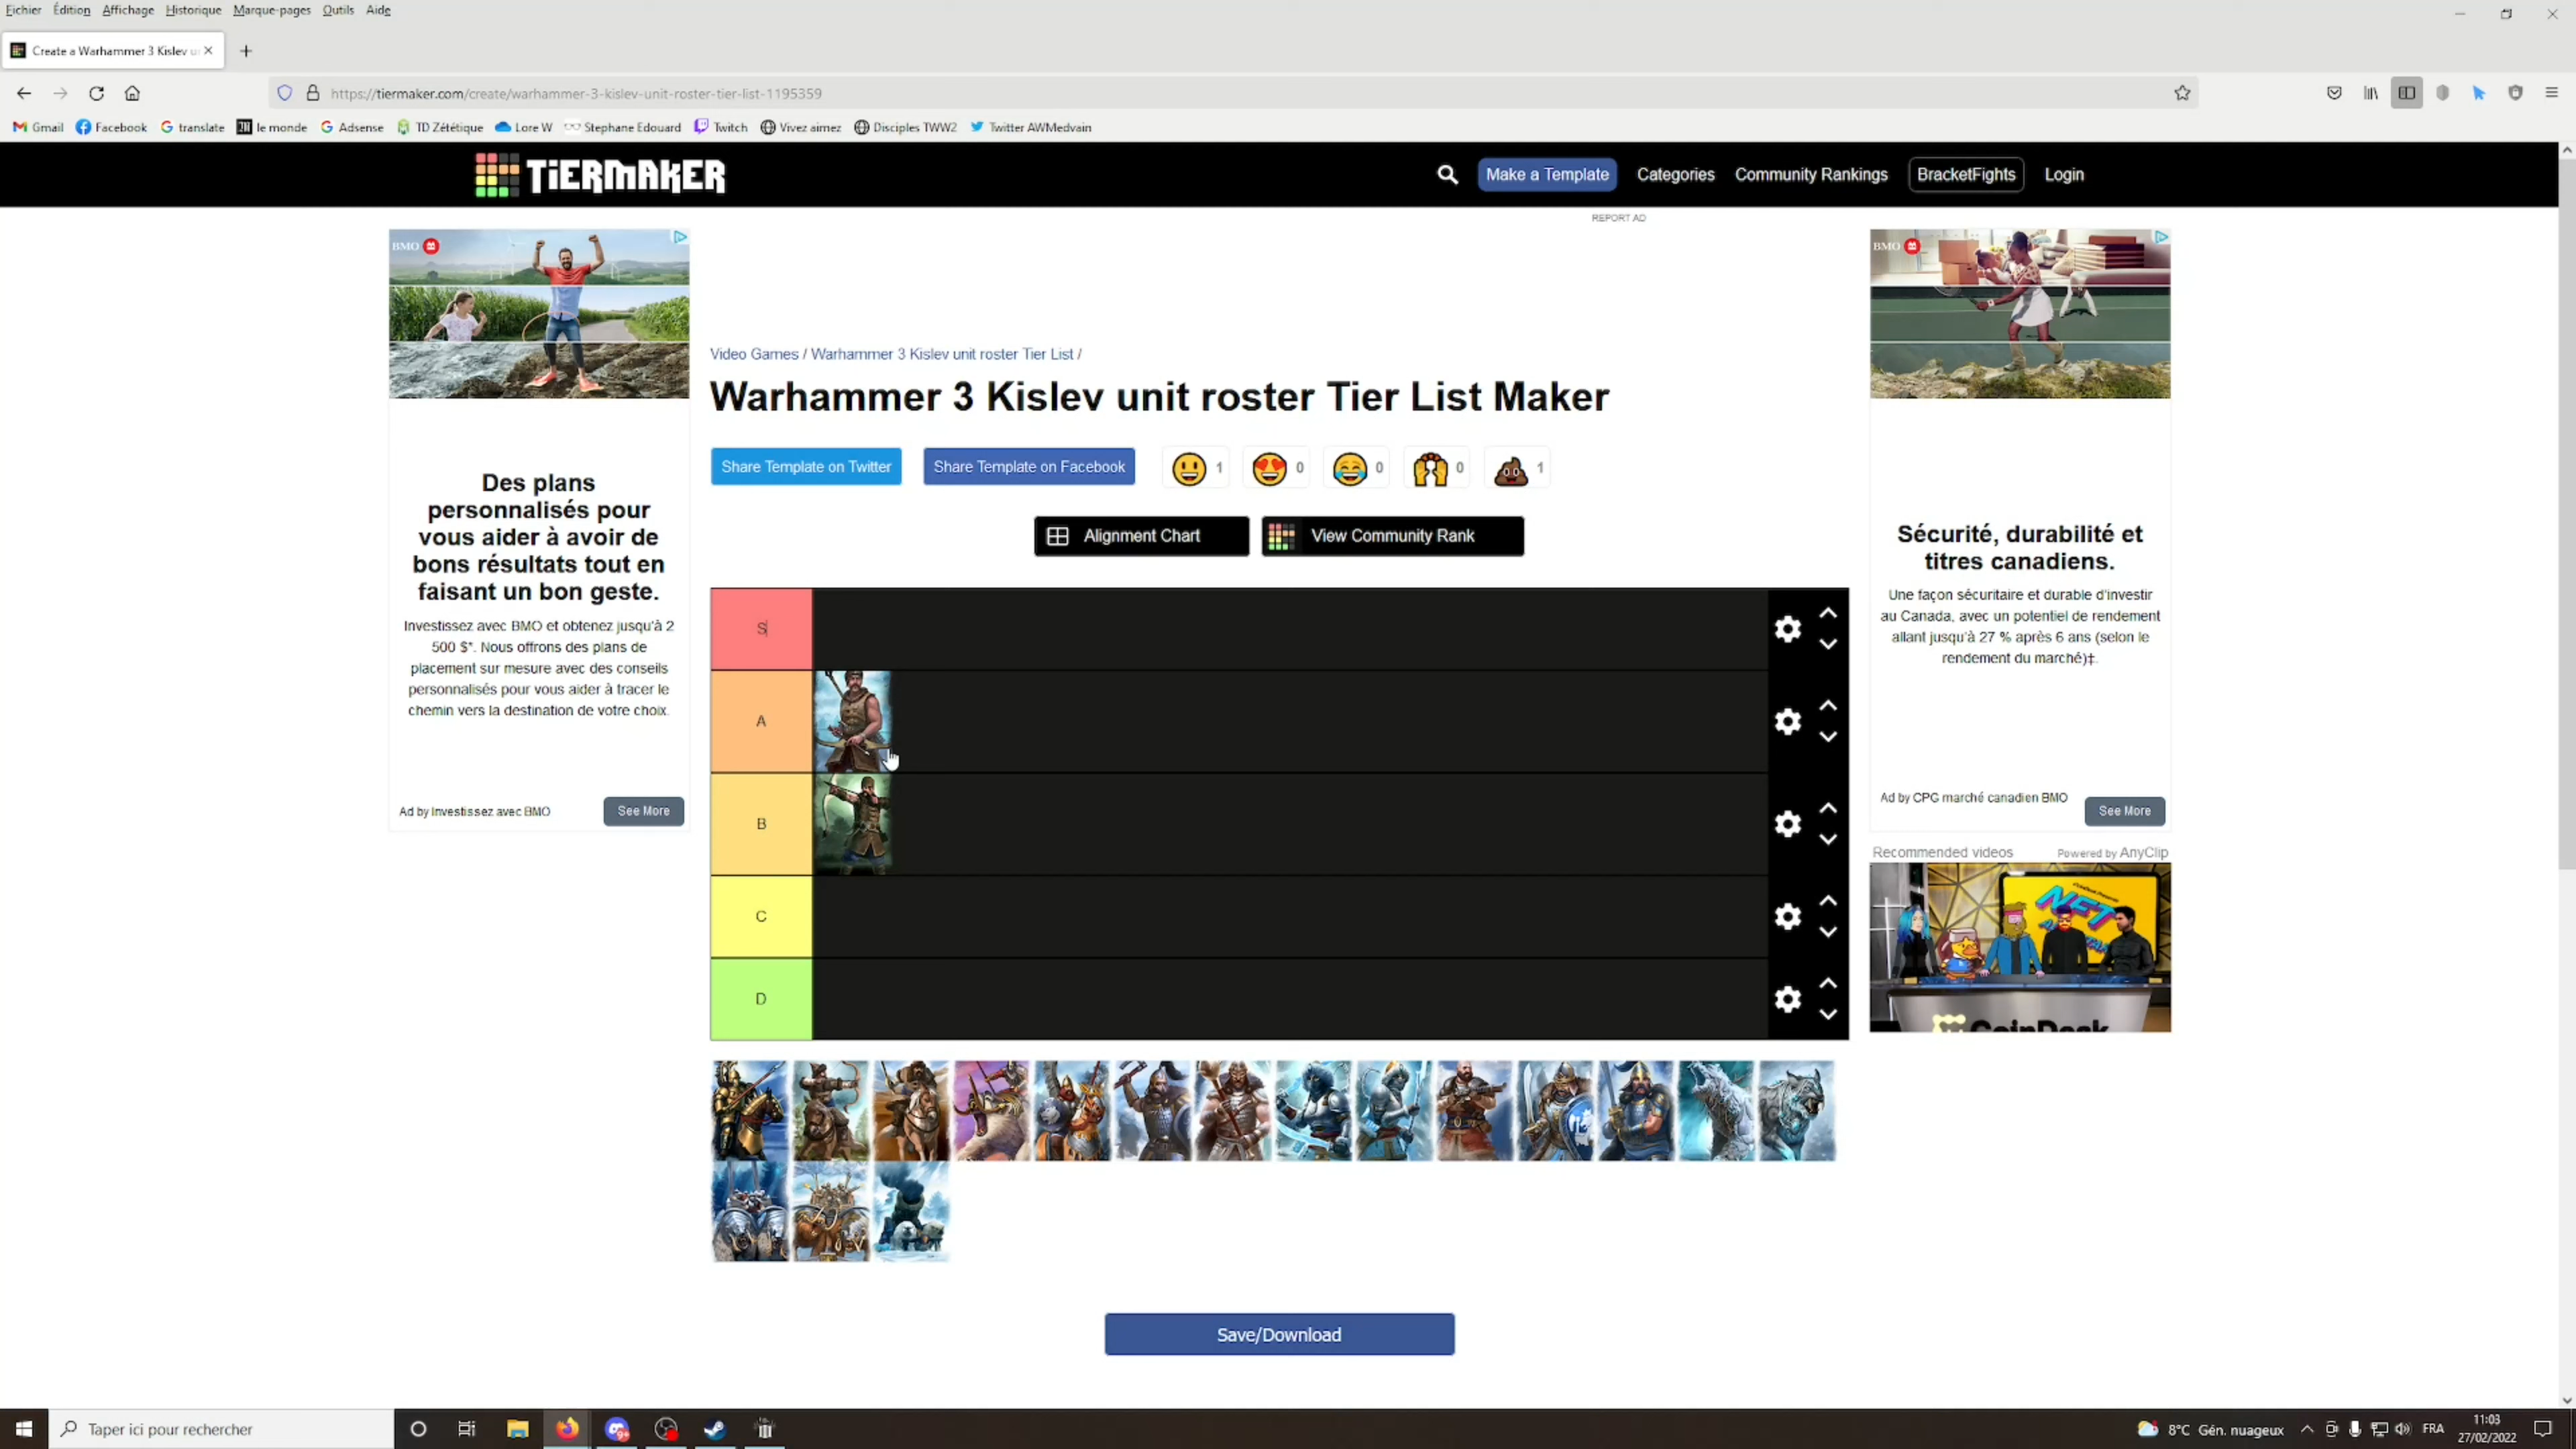 Fichier Édition Affichage Historique Marque-pages Outils Aide
Create a Warhammer 3 Kislev u
https://tiermaker.com/create/warhammer-3-kislev-unit-roster-tier-list-1195359
Gmail Facebook translate le monde Adsense TD Zététique Lore W Stephane Edouard Twitch Vivez aimez Disciples TWW2 Twitter AWMedvain
TiERMAKER
Make a Template Categories Community Rankings BracketFights Login
REPORT AD
BMO
BMO
Video Games / Warhammer 3 Kislev unit roster Tier List /
Warhammer 3 Kislev unit roster Tier List Maker
Share Template on Twitter Share Template on Facebook 1 0 0 0 1
Alignment Chart View Community Rank
Des plans
personnalisés pour
vous aider à avoir de
bons résultats tout en
faisant un bon geste.
Investissez avec BMO et obtenez jusqu'à 2
500 $*. Nous offrons des plans de
placement sur mesure avec des conseils
personnalisés pour vous aider à tracer le
chemin vers la destination de votre choix.
Ad by Investissez avec BMO See More
S
A
B
C
D
Sécurité, durabilité et
titres canadiens.
Une façon sécuritaire et durable d'investir
au Canada, avec un potentiel de rendement
allant jusqu'à 27 % après 6 ans (selon le
rendement du marché)‡.
Ad by CPG marché canadien BMO See More
Recommended videos Powered by AnyClip
NFT
CoinDesk
Save/Download
Taper ici pour rechercher
9+
8°C Gén. nuageux FRA 11:03
27/02/2022